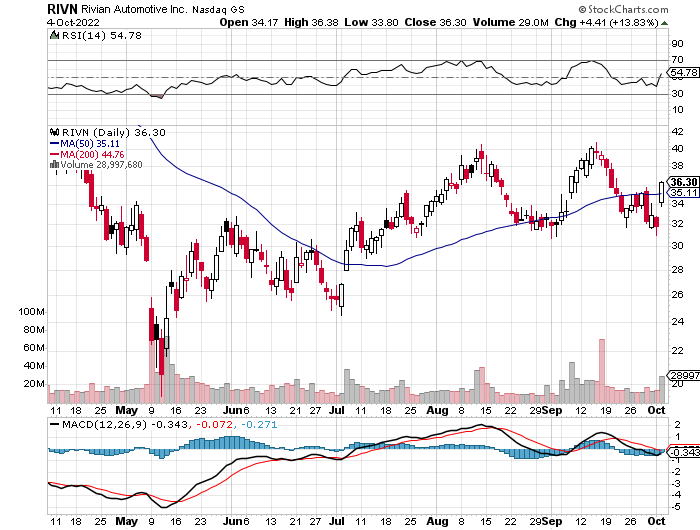 RIVN Rivian Automotive Inc. Nasdaq GS © StockCharts.com
4-Oct-2022 Open 34.17 High 36.38 Low 33.80 Close 36.30 Volume 29.0M Chg +4.41 (+13.83%)
RSI(14) 54.78
90
70
54.78
50
30
10
RIVN (Daily) 36.30
MA(50) 35.11
MA(200) 44.76
Volume 28,997,680
42
40
38
36.30
35.11
34
32
30
28
26
24
22
20
100M
80M
60M
40M
20M
28997
11 18 25 May 9 16 23 Jun 6 13 21 27 Jul 11 18 25 Aug 8 15 22 Sep 12 19 26 Oct
MACD(12,26,9) -0.343, -0.072, -0.271
2
1
-0.343
-1
-2
-3
-4
-5
11 18 25 May 9 16 23 Jun 6 13 21 27 Jul 11 18 25 Aug 8 15 22 Sep 12 19 26 Oct